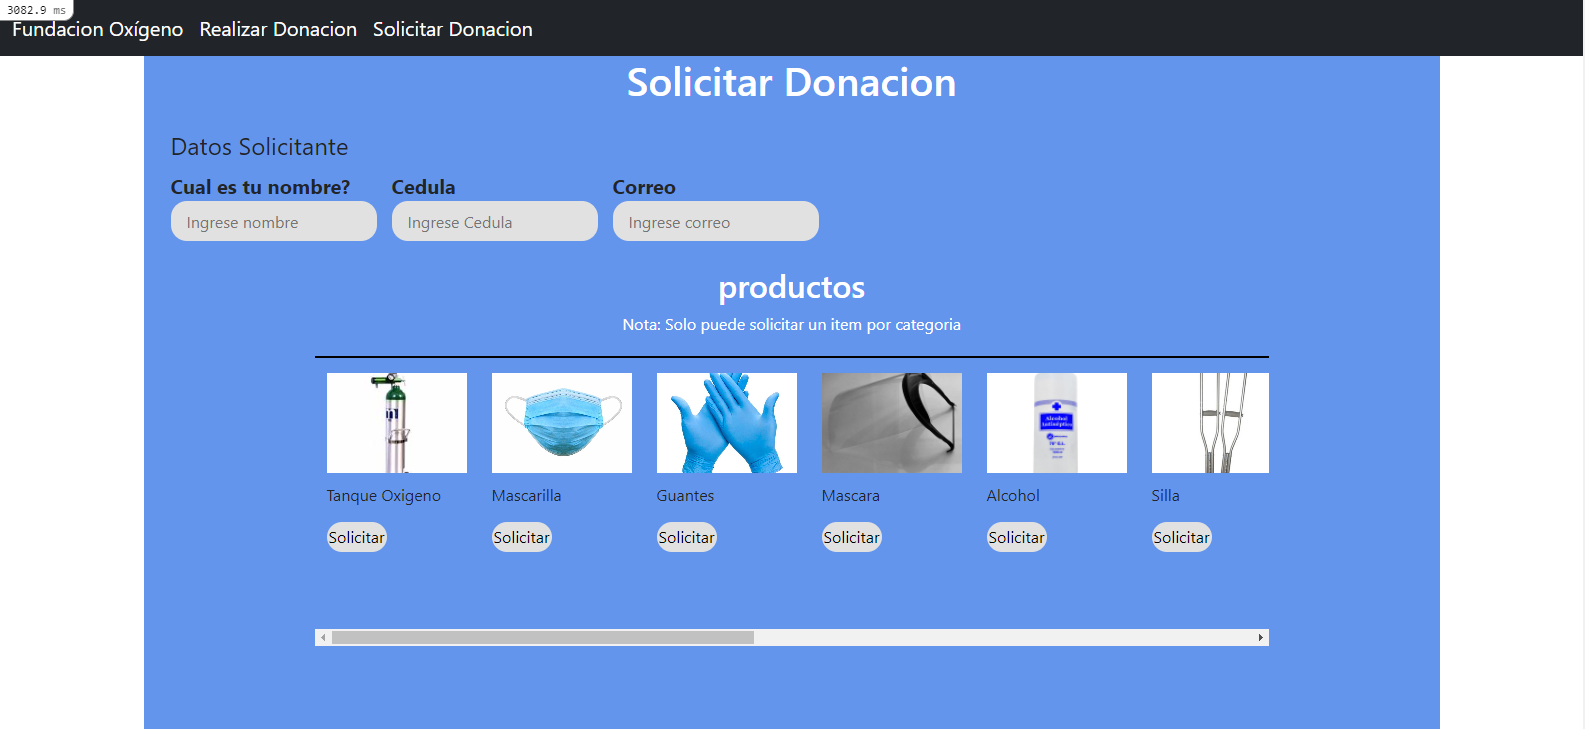 3082.9 ms
Fundacion Oxígeno Realizar Donacion Solicitar Donacion
Solicitar Donacion
Datos Solicitante
Cual es tu nombre? Cedula Correo
Ingrese nombre Ingrese Cedula Ingrese correo
productos
Nota: Solo puede solicitar un item por categoria
Alcohol
Antiséptico
Tanque Oxigeno Mascarilla Guantes Mascara Alcohol Silla
Solicitar Solicitar Solicitar Solicitar Solicitar Solicitar